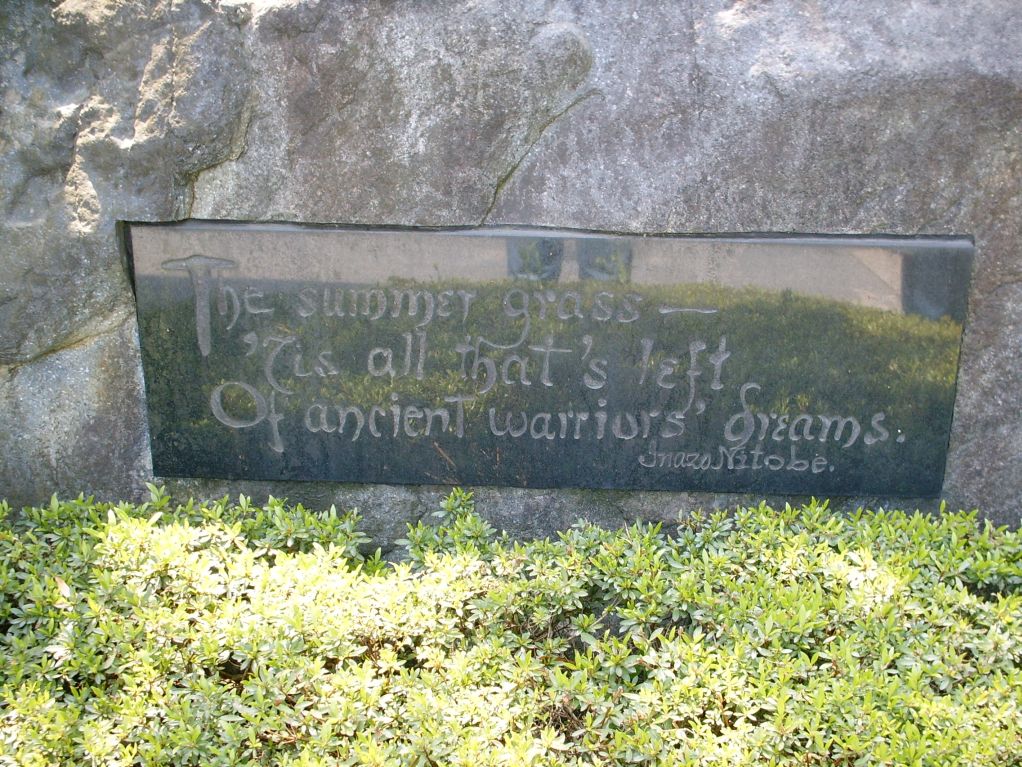 The summer grass —
'Tis all that's left
Of ancient warriors' dreams.
Inazo Nitobe.